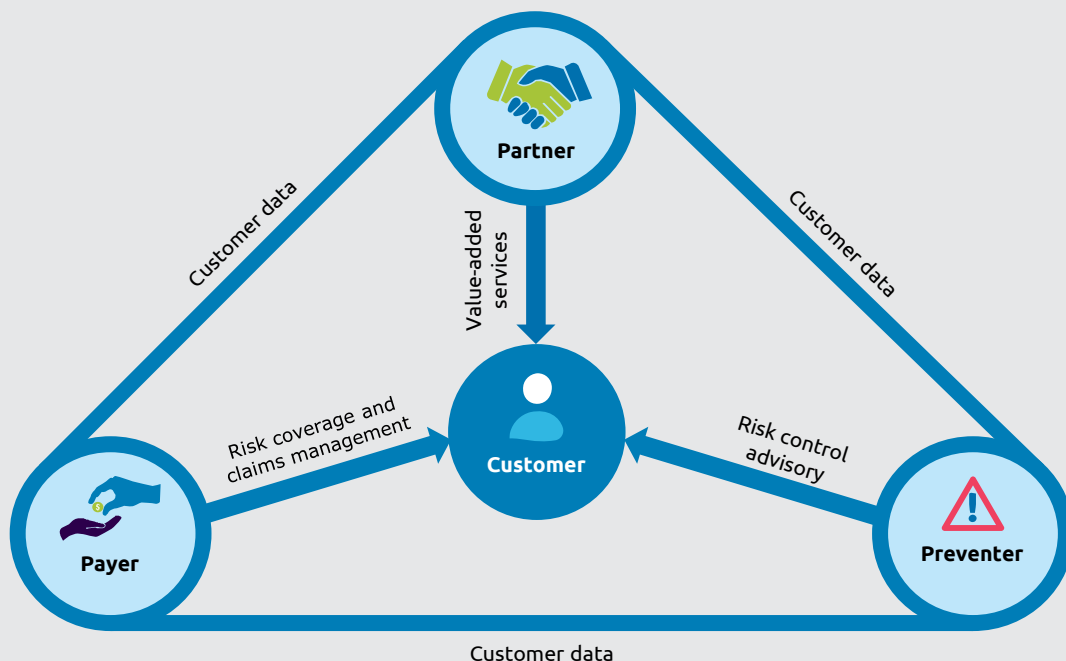 Partner
Customer data
Customer data
Value-added
services
Risk coverage and
claims management
Risk control
advisory
Customer
$
Payer
!
Preventer
Customer data